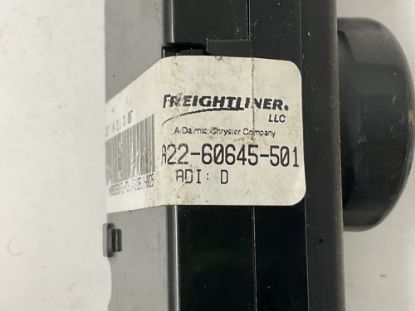 FREIGHTLINER.
LLC
A DaimlerChrysler Company
A22-60645-501
ADI: D